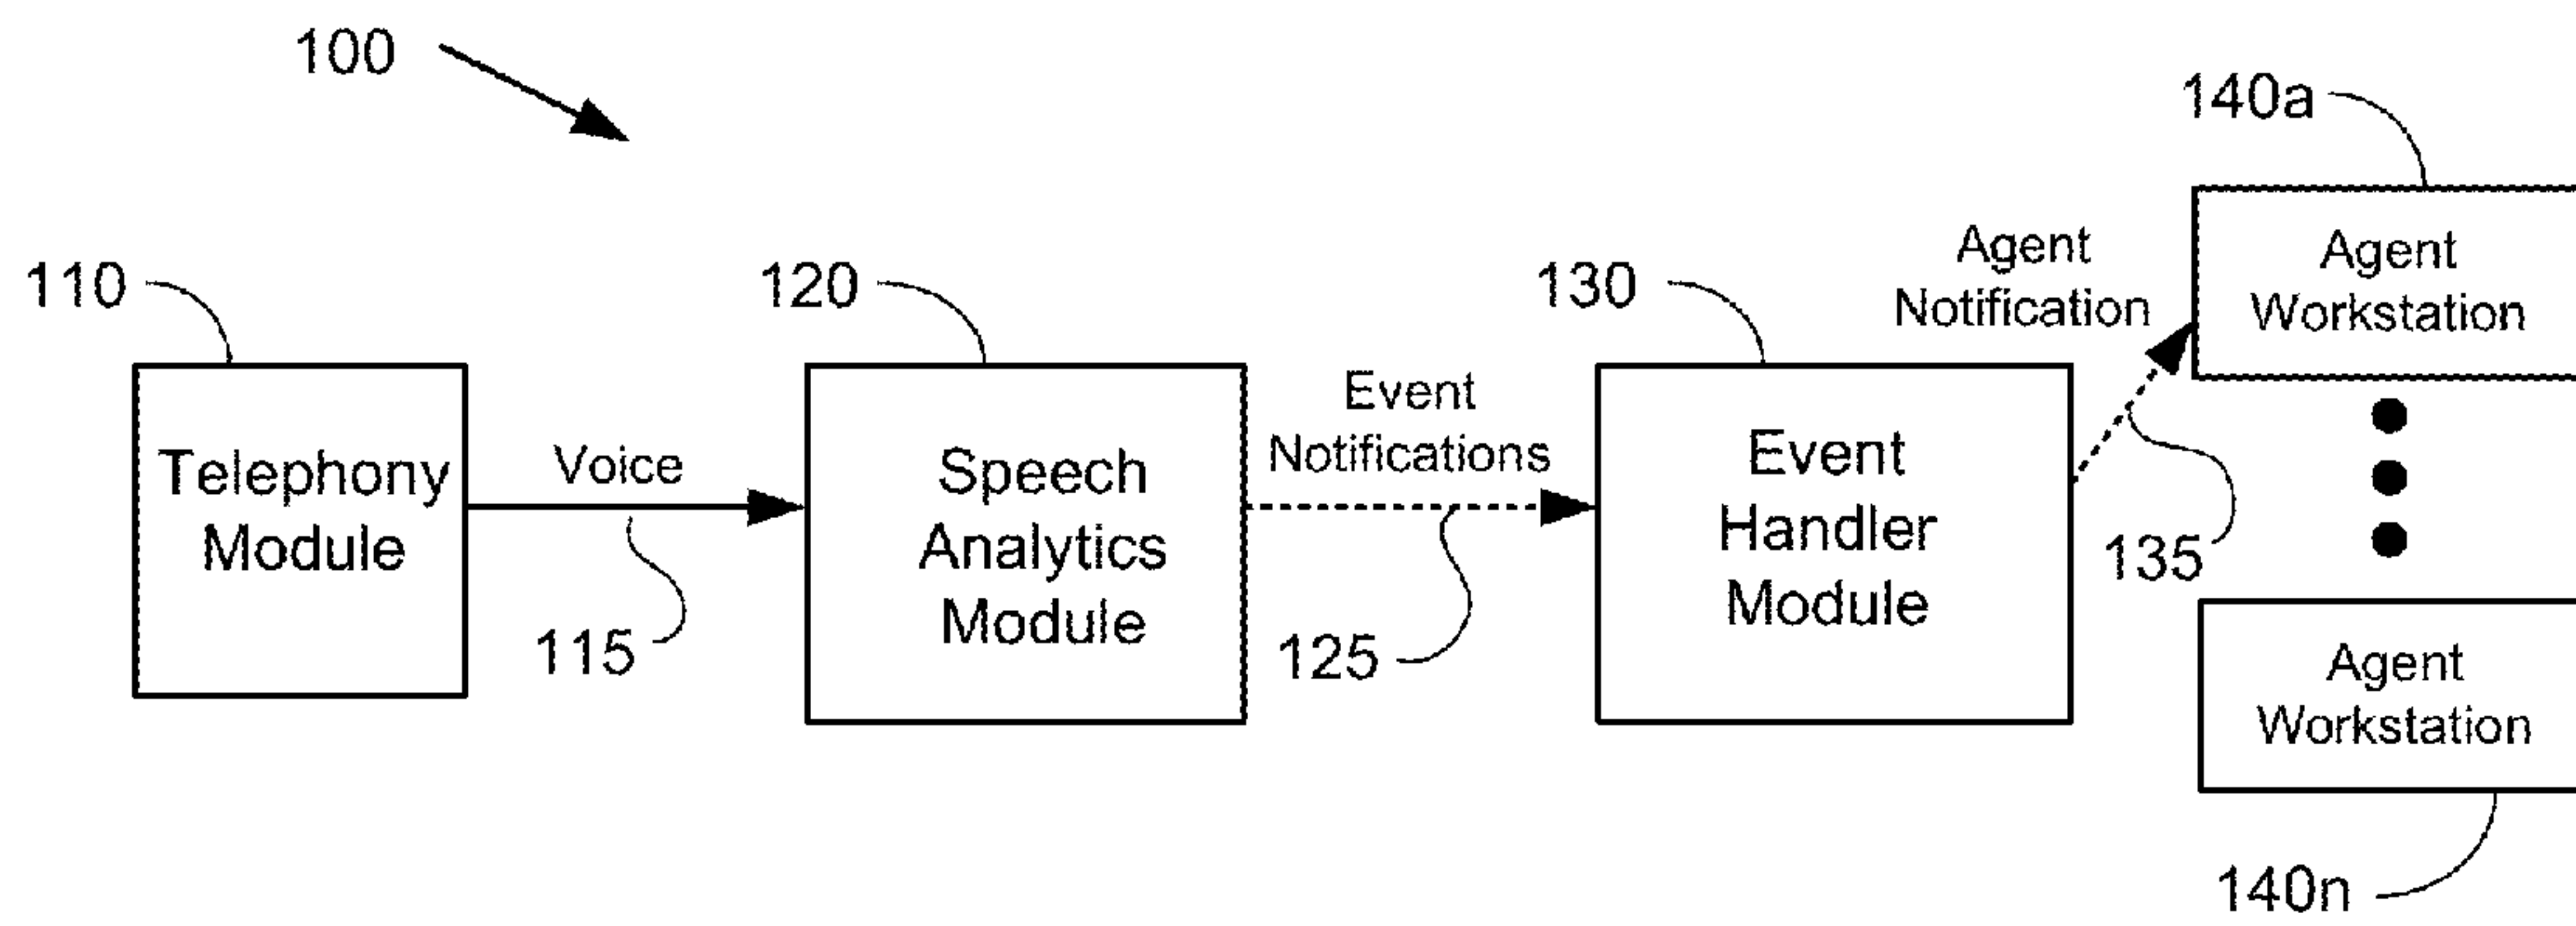 100
140a
110
120
130
Agent
Notification
Agent
Workstation
Telephony
Module
Voice
115
Speech
Analytics
Module
Event
Notifications
125
Event
Handler
Module
135
Agent
Workstation
140n